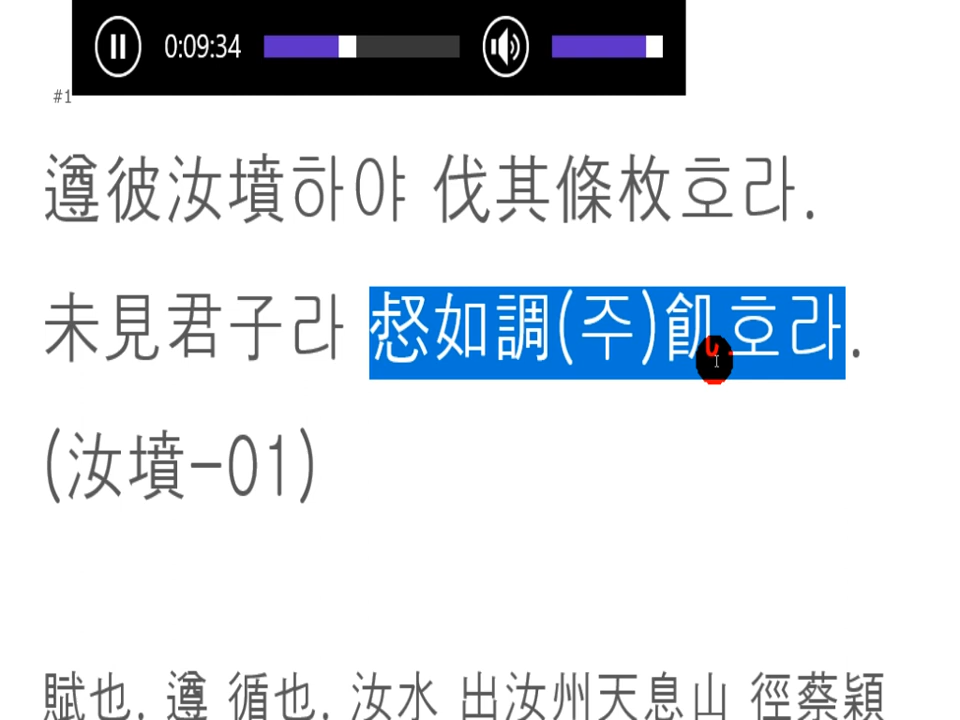 0:09:34
#1
遵彼汝墳하야 伐其條枚호라.
未見君子라 惄如調(주)飢호라.
(汝墳-01)
賦也. 遵 循也. 汝水 出汝州天息山 徑蔡潁